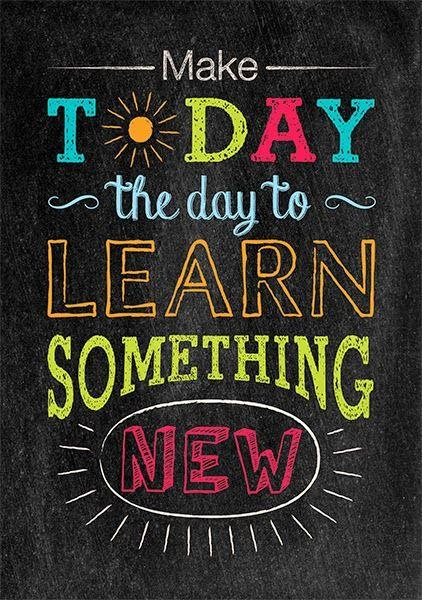 Make
TODAY
the day to
LEARN
SOMETHING
NEW